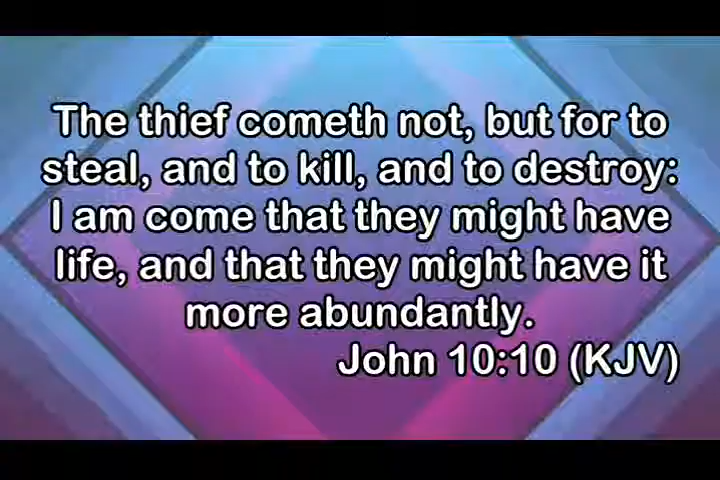 The thief cometh not, but for to
steal, and to kill, and to destroy:
I am come that they might have
life, and that they might have it
more abundantly.
John 10:10 (KJV)